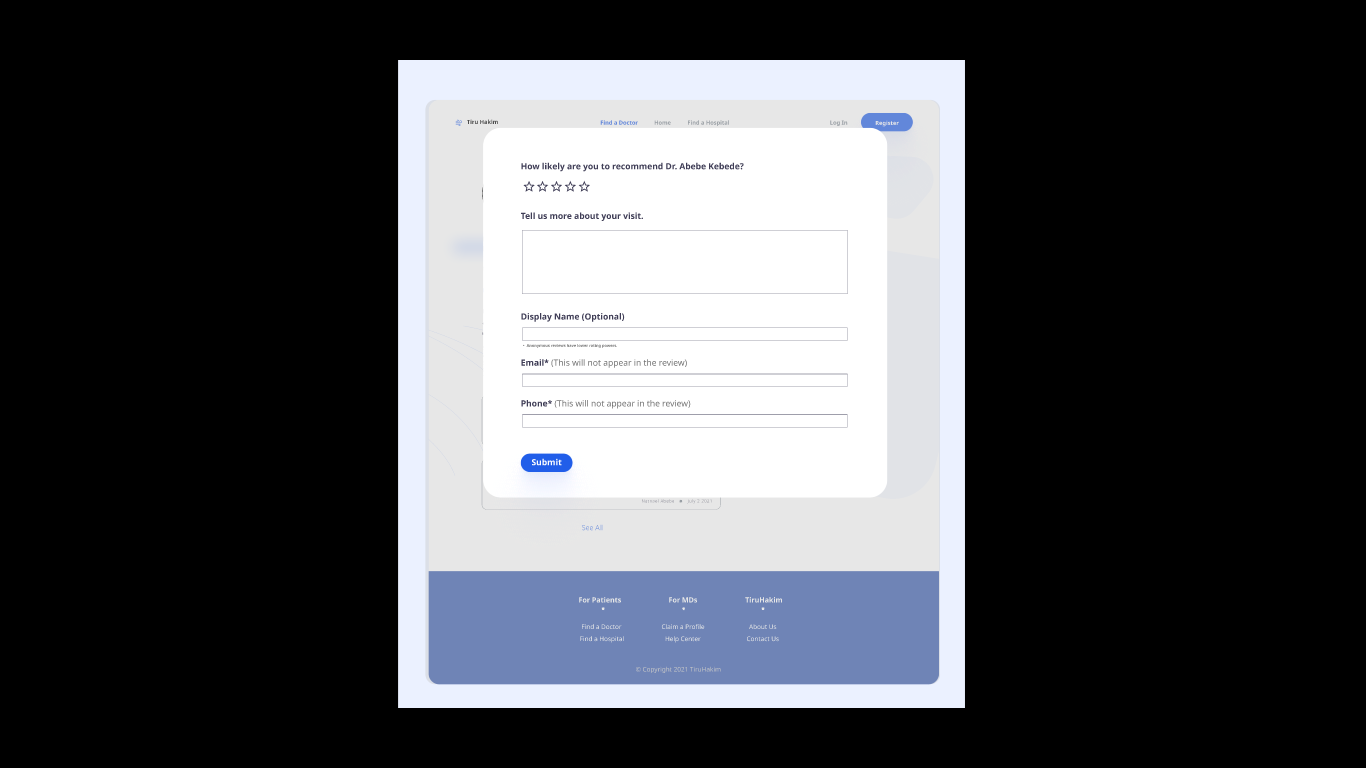 Tiru Hakim
Find a Doctor Home Find a Hospital Log In Register
How likely are you to recommend Dr. Abebe Kebede?
Tell us more about your visit.
Display Name (Optional)
• Anonymous reviews have lower rating powers
Email* (This will not appear in the review)
Phone* (This will not appear in the review)
Submit
July 2 2021
See All
For Patients For MDs TiruHakim
Find a Doctor Claim a Profile About Us
Find a Hospital Help Center Contact Us
© Copyright 2021 TiruHakim